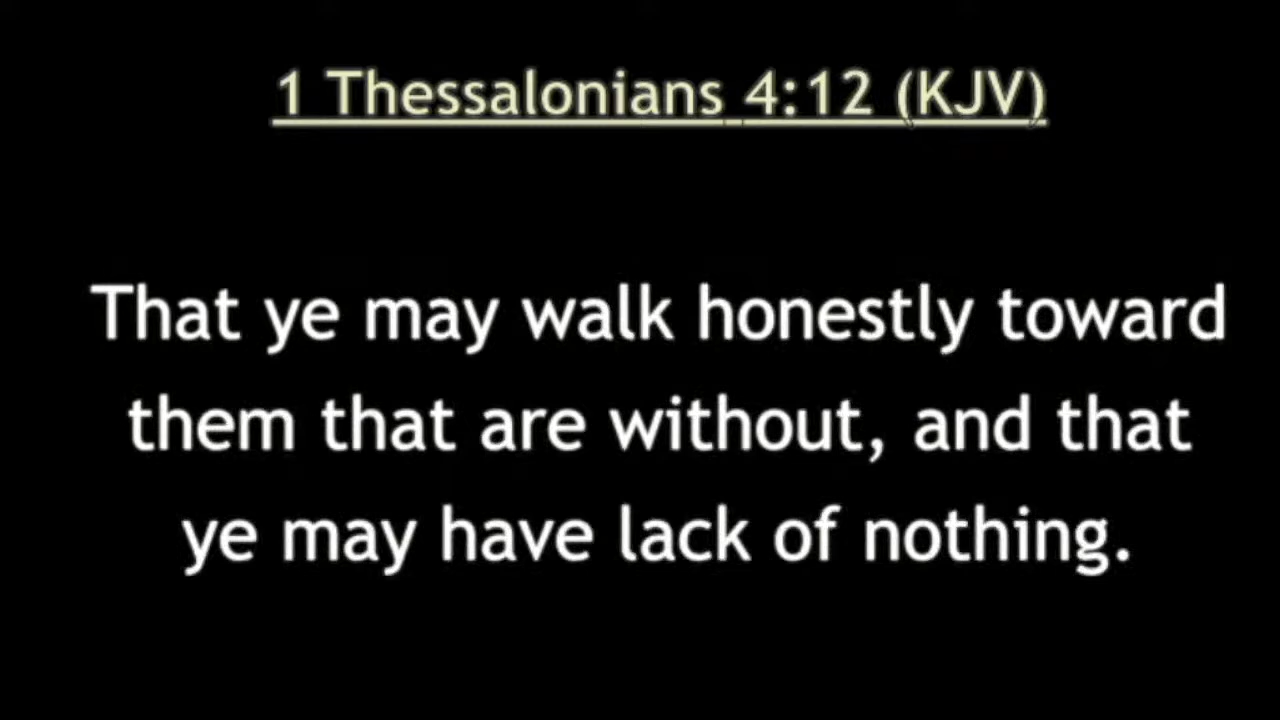 1 Thessalonians 4:12 (KJV)
That ye may walk honestly toward
them that are without, and that
ye may have lack of nothing.